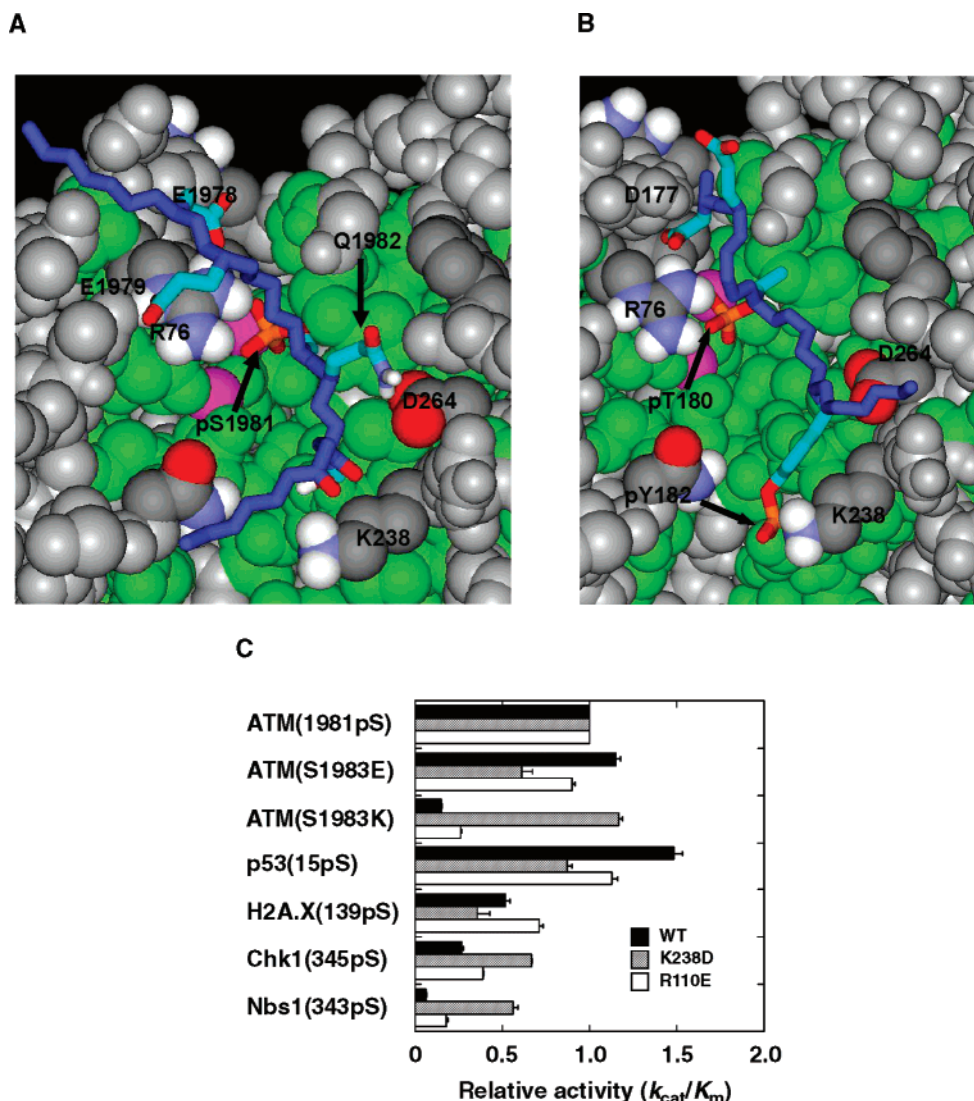 A
E1978
Q1982
E1979
R76
D264
pS1981
K238
B
D177
R76
D264
pT180
pY182
K238
C
ATM(1981pS)
ATM(S1983E)
ATM(S1983K)
p53(15pS)
H2A.X(139pS)
Chk1(345pS)
Nbs1(343pS)
WT
K238D
R110E
0 0.5 1.0 1.5 2.0
Relative activity (kcat/Km)